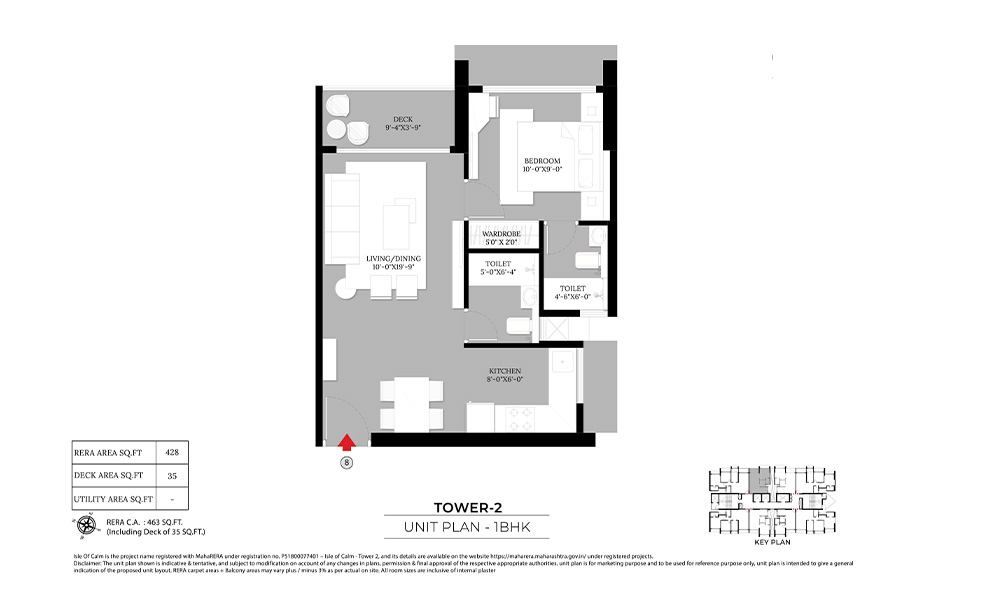 DECK
9'-4"X3'-9"
BEDROOM
10'-0"X9'-0"
WARDROBE
5'0" X 2'0"
LIVING/DINING
10'-0"X19'-9"
TOILET
5'-0"X6'-4"
TOILET
4'-6"X6'-0"
KITCHEN
8'-0"X6'-0"
8
RERA AREA SQ.FT 428
DECK AREA SQ.FT 35
UTILITY AREA SQ.FT -
RERA C.A. : 463 SQ.FT.
(Including Deck of 35 SQ.FT.)
TOWER-2
UNIT PLAN - 1BHK
KEY PLAN
Isle Of Calm is the project name registered with MahaRERA under registration no. P51800077401 – Isle of Calm - Tower 2, and its details are available on the website https://maharera.maharashtra.gov.in/ under registered projects.
Disclaimer: The unit plan shown is indicative & tentative, and subject to modification on account of any changes in plans, permission & final approval of the respective appropriate authorities. unit plan is for marketing purpose and to be used for reference purpose only, unit plan is intended to give a general
indication of the proposed unit layout. RERA carpet areas + Balcony areas may vary plus / minus 3% as per actual on site. All room sizes are inclusive of internal plaster